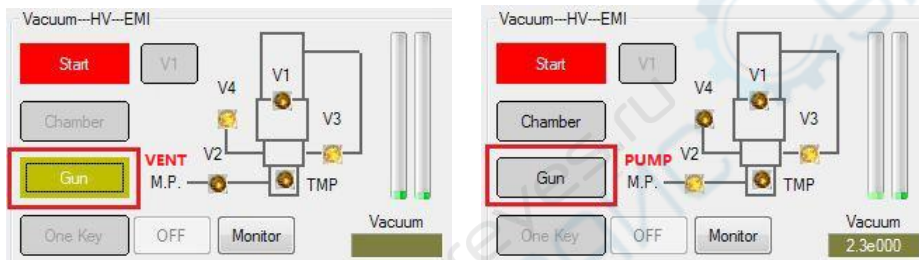 Vacuum---HV---EMI
Start
V1
V4
V1
Chamber
V3
VENT
V2
Gun
M.P.
TMP
One Key
OFF
Monitor
Vacuum
Vacuum---HV---EMI
Start
V1
V4
V1
Chamber
V3
PUMP
V2
Gun
M.P.
TMP
One Key
OFF
Monitor
Vacuum
2.3e000